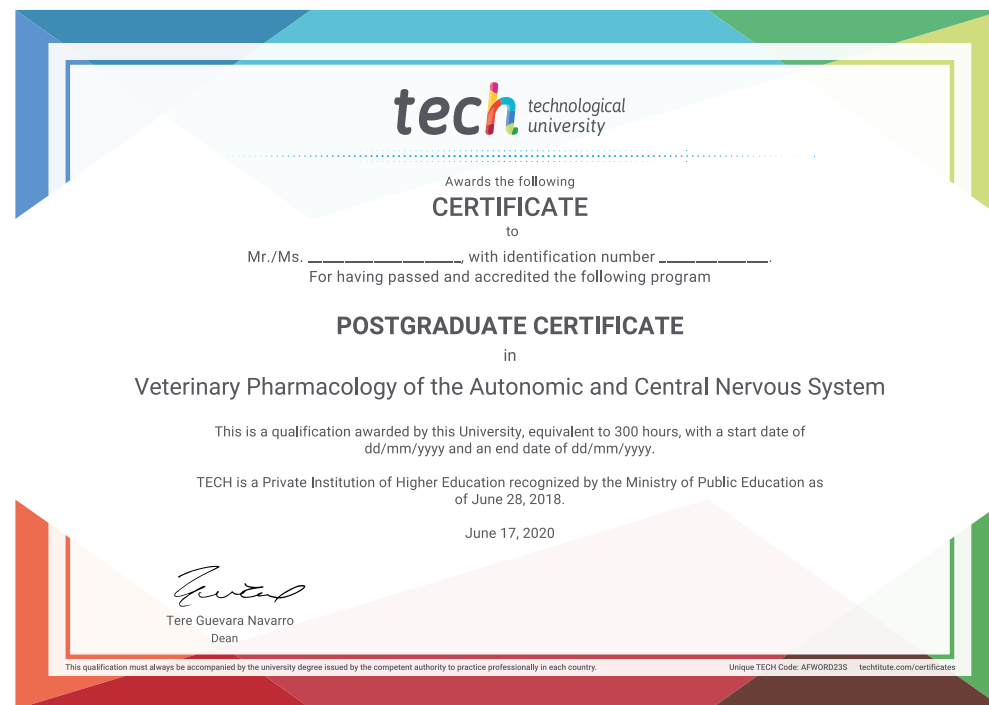 tech technological
university
Awards the following
CERTIFICATE
to
Mr./Ms. ____________________, with identification number ______________.
For having passed and accredited the following program
POSTGRADUATE CERTIFICATE
in
Veterinary Pharmacology of the Autonomic and Central Nervous System
This is a qualification awarded by this University, equivalent to 300 hours, with a start date of
dd/mm/yyyy and an end date of dd/mm/yyyy.
TECH is a Private Institution of Higher Education recognized by the Ministry of Public Education as
of June 28, 2018.
June 17, 2020
Tere Guevara Navarro
Dean
This qualification must always be accompanied by the university degree issued by the competent authority to practice professionally in each country.
Unique TECH Code: AFWORD23S techtitute.com/certificates